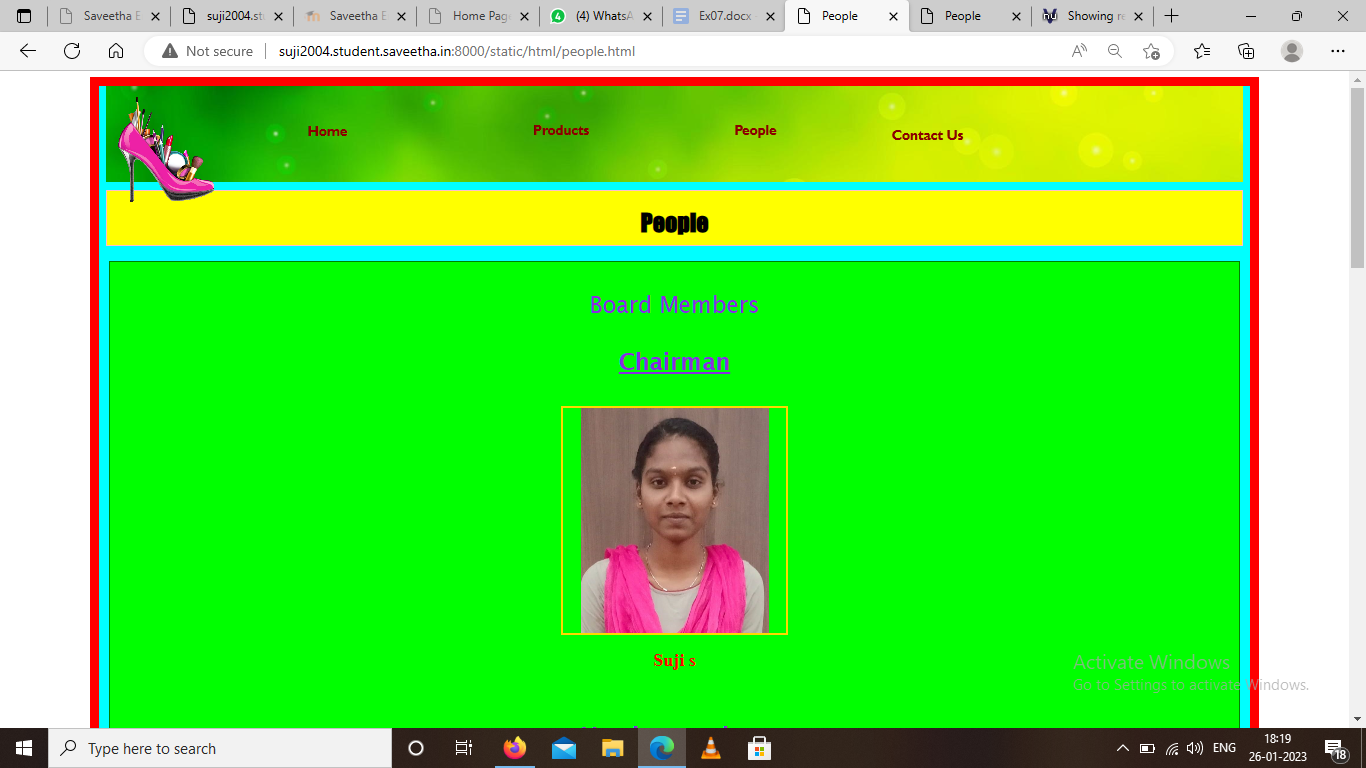 Saveetha E
suji2004.st
Saveetha E
Home Pag
(4) WhatsA
Ex07.docx
People
People
Showing re
Not secure
suji2004.student.saveetha.in:8000/static/html/people.html
Home
Products
People
Contact Us
People
Board Members
Chairman
Suji s
Activate Windows
Go to Settings to activate Windows.
Type here to search
ENG
18:19
26-01-2023
18